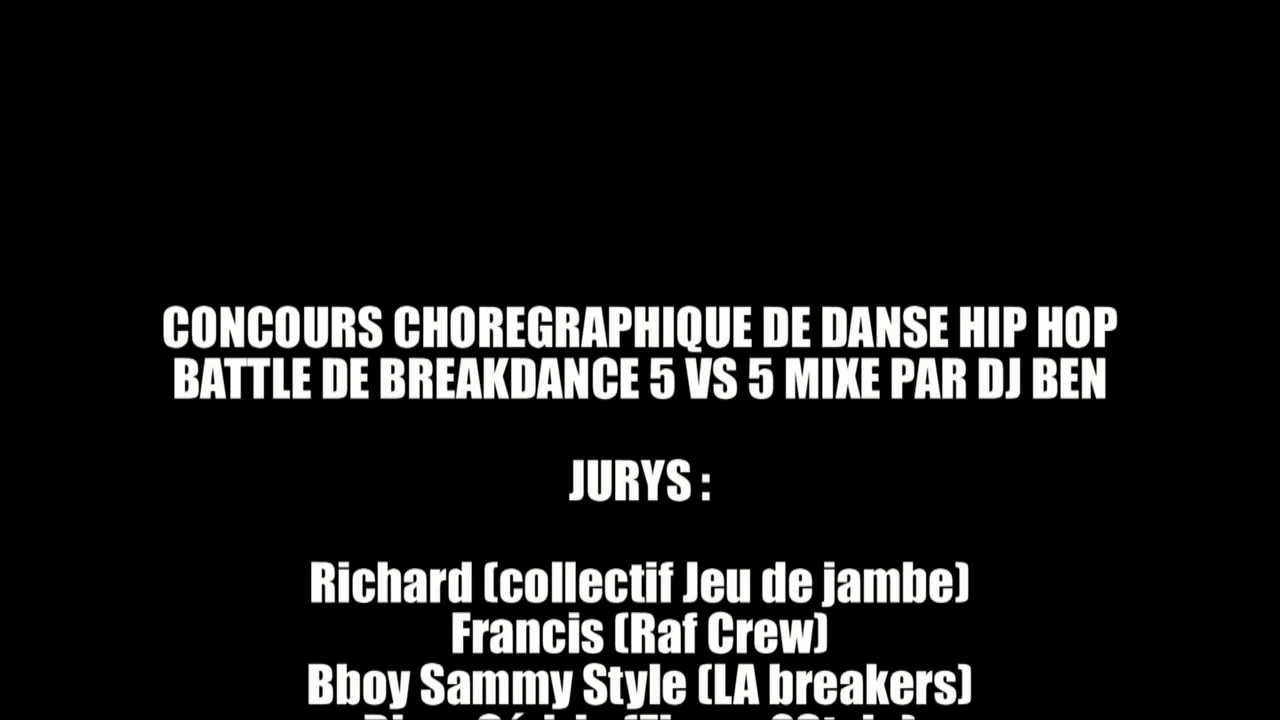 CONCOURS CHOREGRAPHIQUE DE DANSE HIP HOP
BATTLE DE BREAKDANCE 5 VS 5 MIXE PAR DJ BEN
JURYS :
Richard (collectif Jeu de jambe)
Francis (Raf Crew)
Bboy Sammy Style (LA breakers)